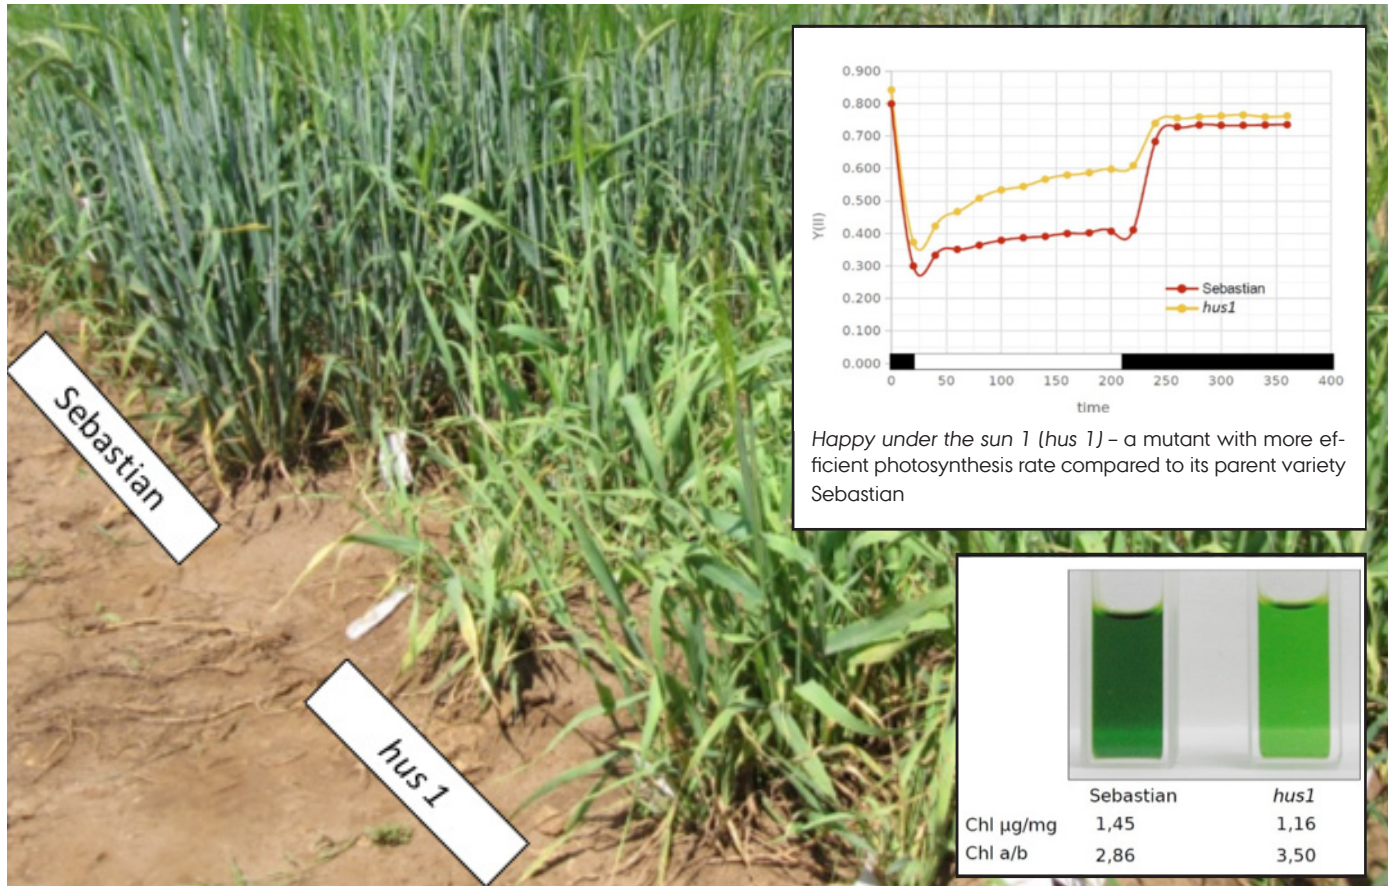 Sebastian
hus 1
0.900
0.800
0.700
0.600
0.500
0.400
0.300
0.200
0.100
0.000
Y(II)
0 50 100 150 200 250 300 350 400
time
Sebastian
hus1
Happy under the sun 1 (hus 1) – a mutant with more ef-
ficient photosynthesis rate compared to its parent variety
Sebastian
Sebastian hus1
Chl µg/mg 1,45 1,16
Chl a/b 2,86 3,50